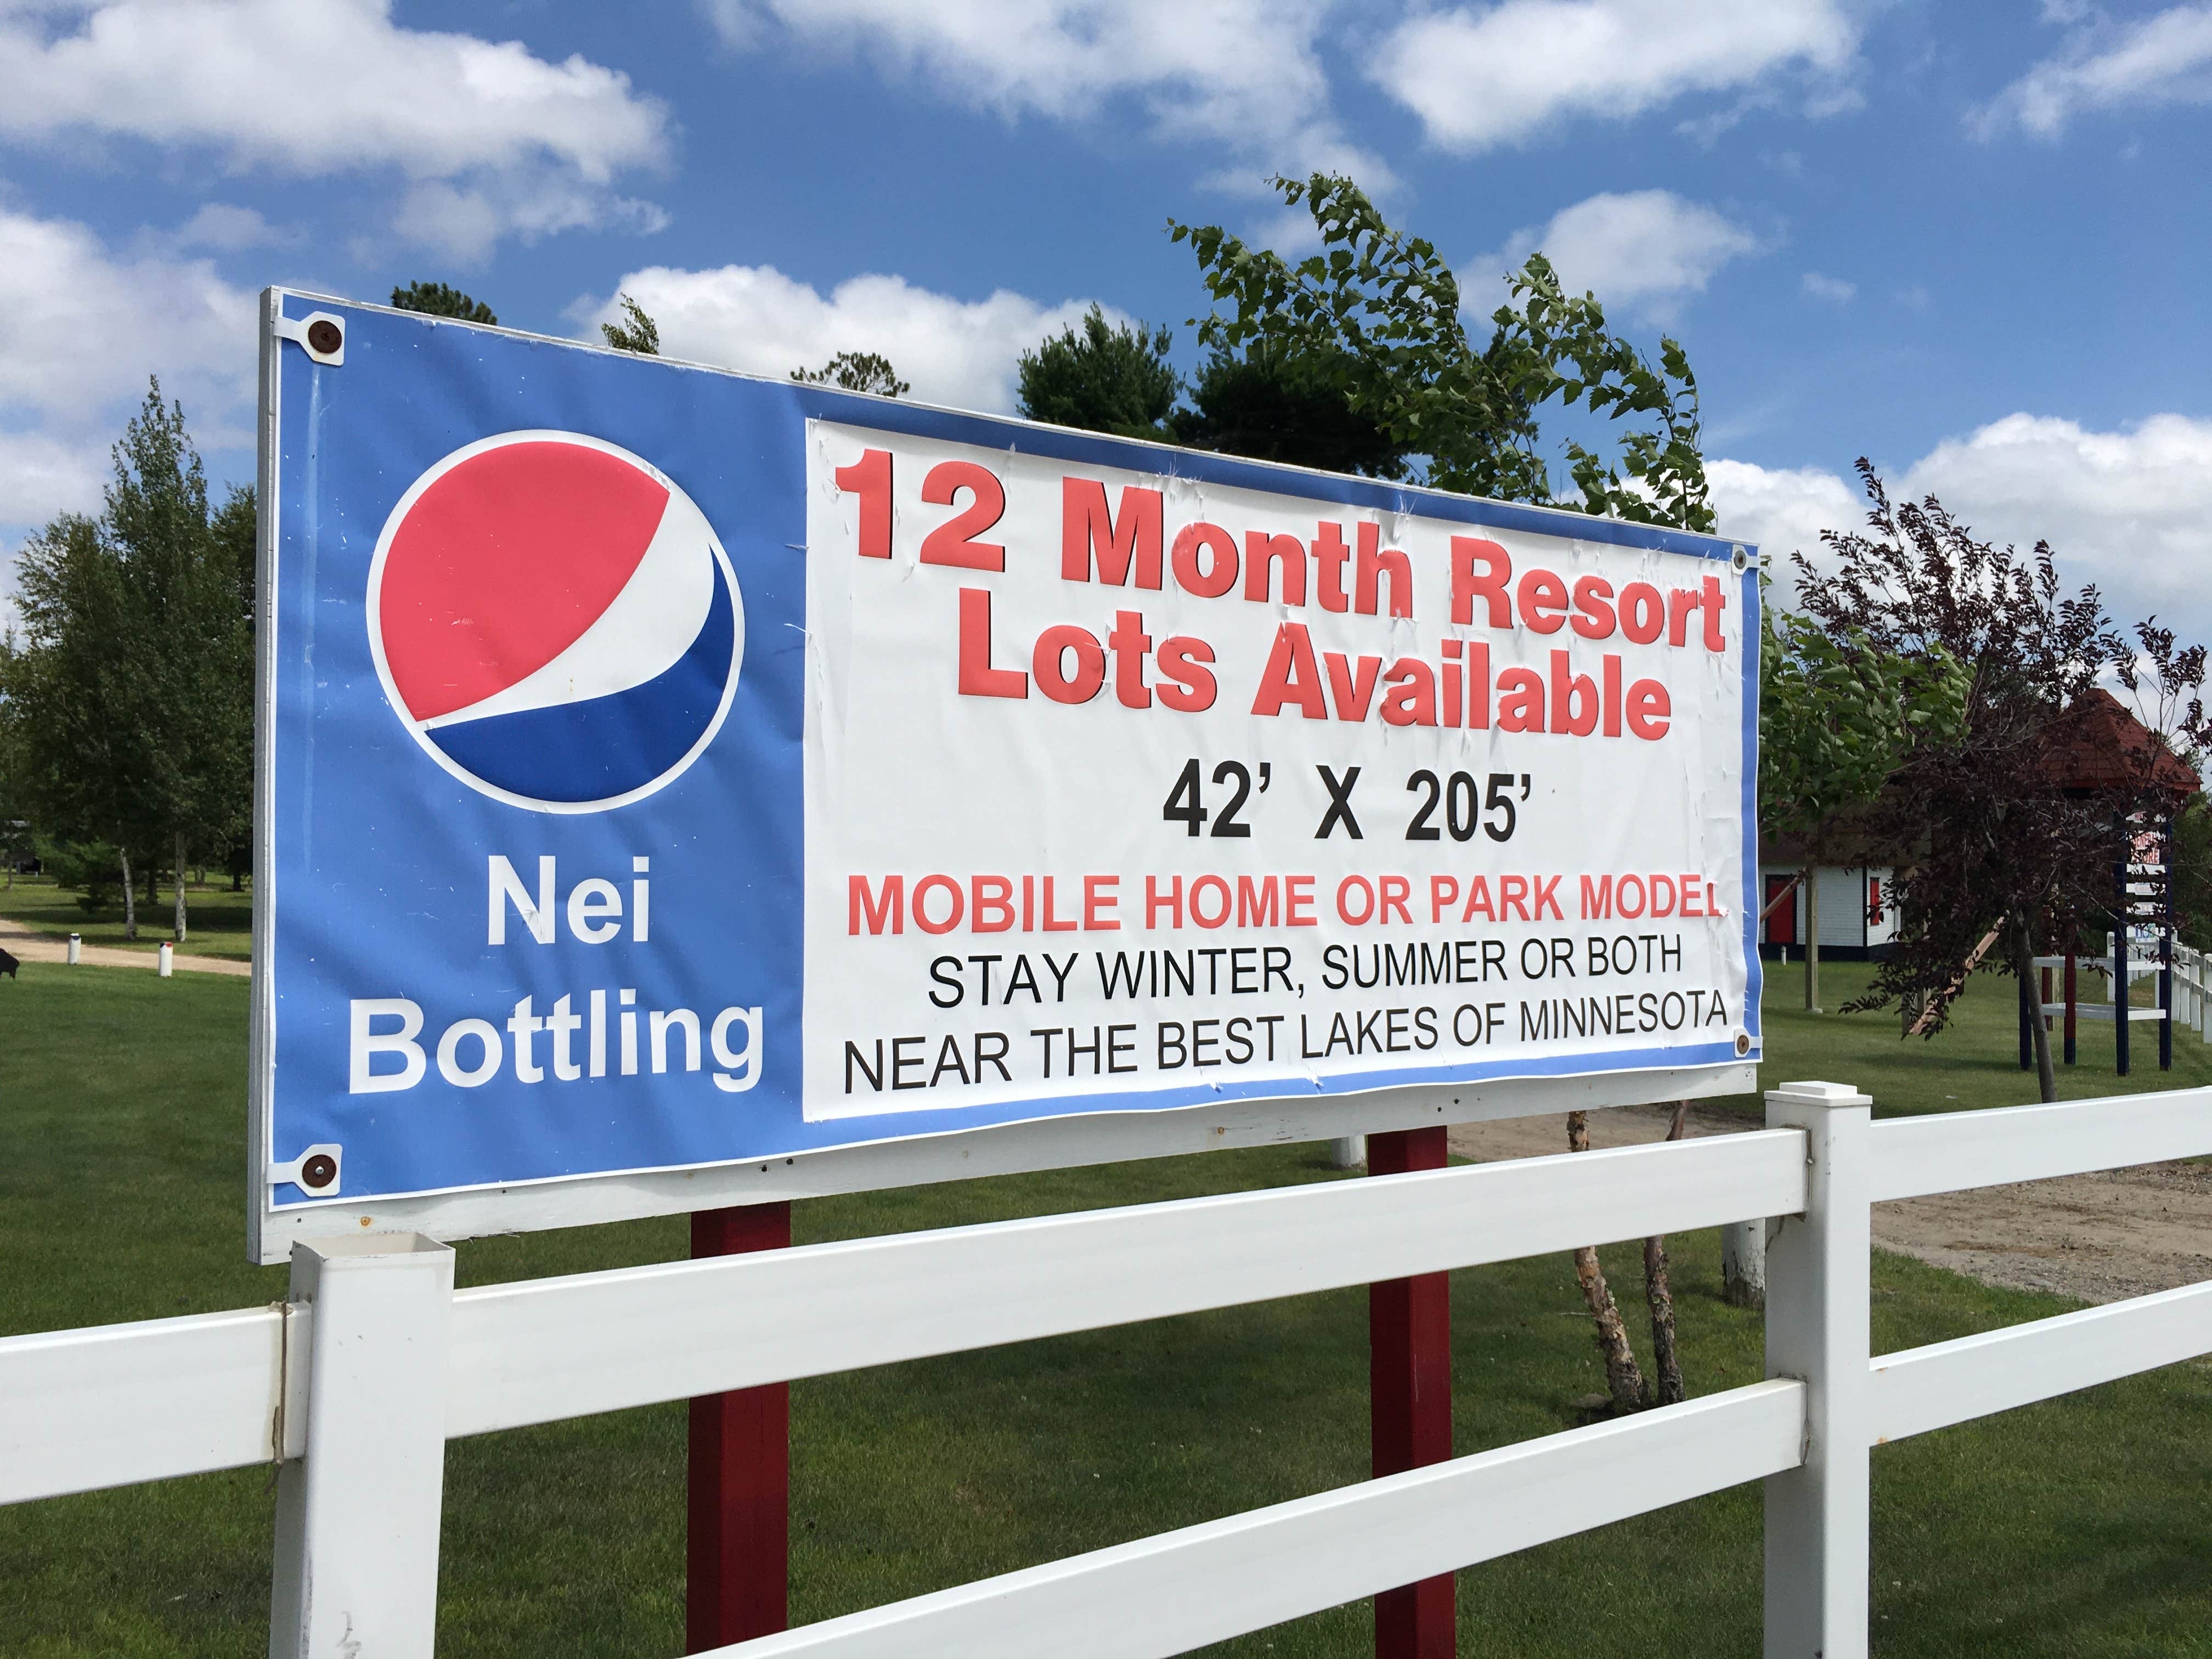 Nei
Bottling
12 Month Resort
Lots Available
42' X 205'
MOBILE HOME OR PARK MODEL
STAY WINTER, SUMMER OR BOTH
NEAR THE BEST LAKES OF MINNESOTA